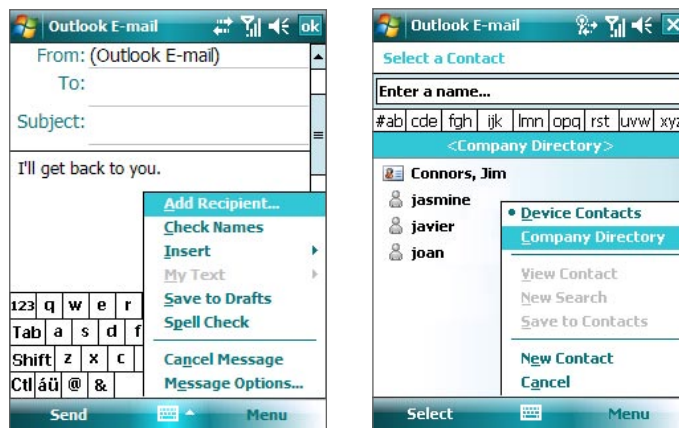 Outlook E-mail
ok
From: (Outlook E-mail)
To:
Subject:
I'll get back to you.
Add Recipient...
Check Names
Insert
My Text
Save to Drafts
Spell Check
Cancel Message
Message Options...
123 q w e r
Tab a s d f
Shift z x c
Ctl áü @ &
Send
Menu
Outlook E-mail
Select a Contact
Enter a name...
#ab cde fgh ijk lmn opq rst uvw xyz
<Company Directory>
Connors, Jim
jasmine
javier
joan
Device Contacts
Company Directory
View Contact
New Search
Save to Contacts
New Contact
Cancel
Select
Menu